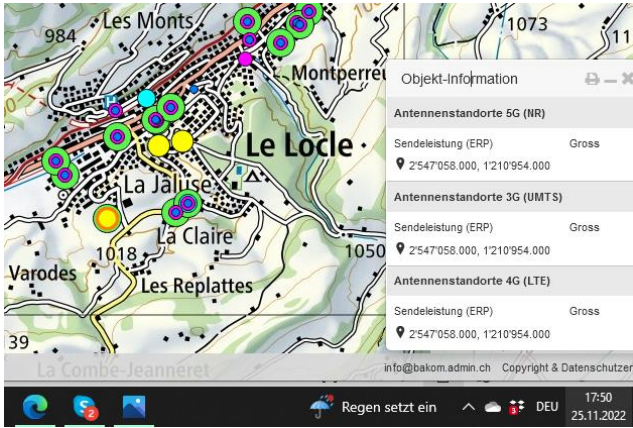 Les Monts
984
1073
11
H
Montperreu
Le Locle
La Jaluse
La Claire
1018
1050
Varodes
Les Replattes
39
La Combe-Jeanneret
Objekt-Information
Antennenstandorte 5G (NR)
Sendeleistung (ERP) Gross
2'547'058.000, 1'210'954.000
Antennenstandorte 3G (UMTS)
Sendeleistung (ERP) Gross
2'547'058.000, 1'210'954.000
Antennenstandorte 4G (LTE)
Sendeleistung (ERP) Gross
2'547'058.000, 1'210'954.000
info@bakom.admin.ch Copyright & Datenschutzer
2
Regen setzt ein
DEU
17:50
25.11.2022